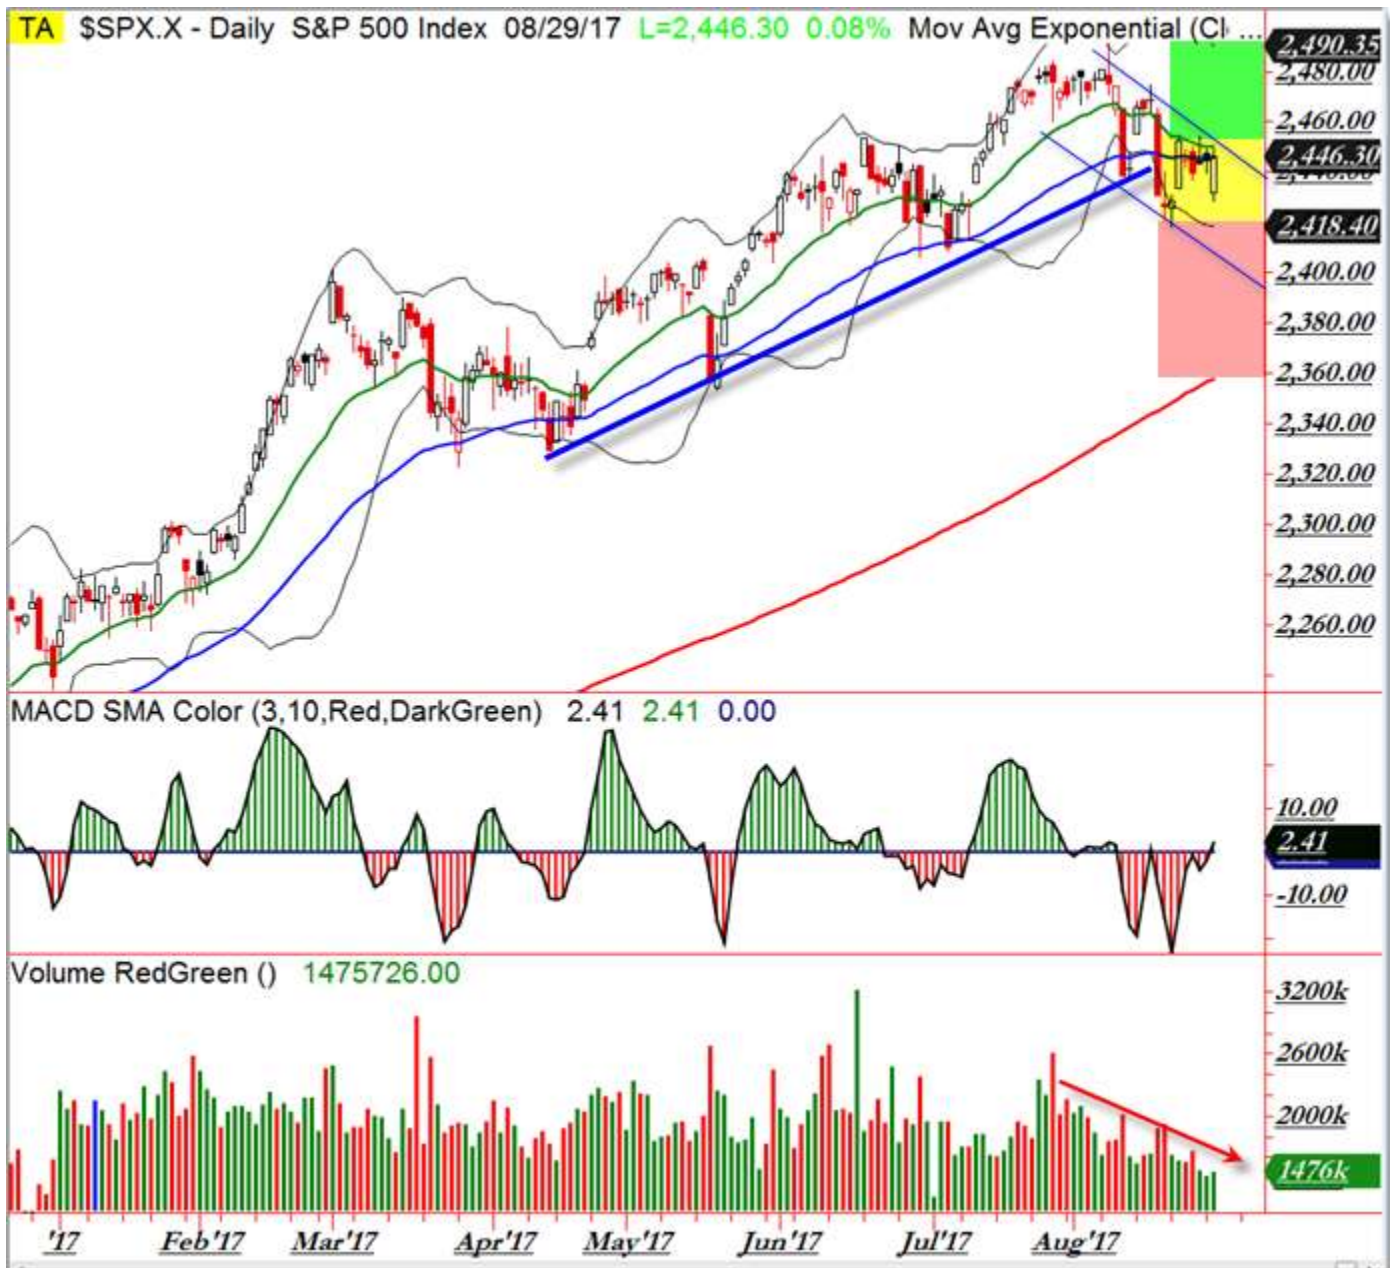 TA $SPX.X - Daily S&P 500 Index 08/29/17 L=2,446.30 0.08% Mov Avg Exponential (Cl ...
2,490.35
2,480.00
2,460.00
2,446.30
2,440.00
2,418.40
2,400.00
2,380.00
2,360.00
2,340.00
2,320.00
2,300.00
2,280.00
2,260.00
MACD SMA Color (3,10,Red,DarkGreen) 2.41 2.41 0.00
10.00
2.41
-10.00
Volume RedGreen () 1475726.00
3200k
2600k
2000k
1476k
'17 Feb'17 Mar'17 Apr'17 May'17 Jun'17 Jul'17 Aug'17